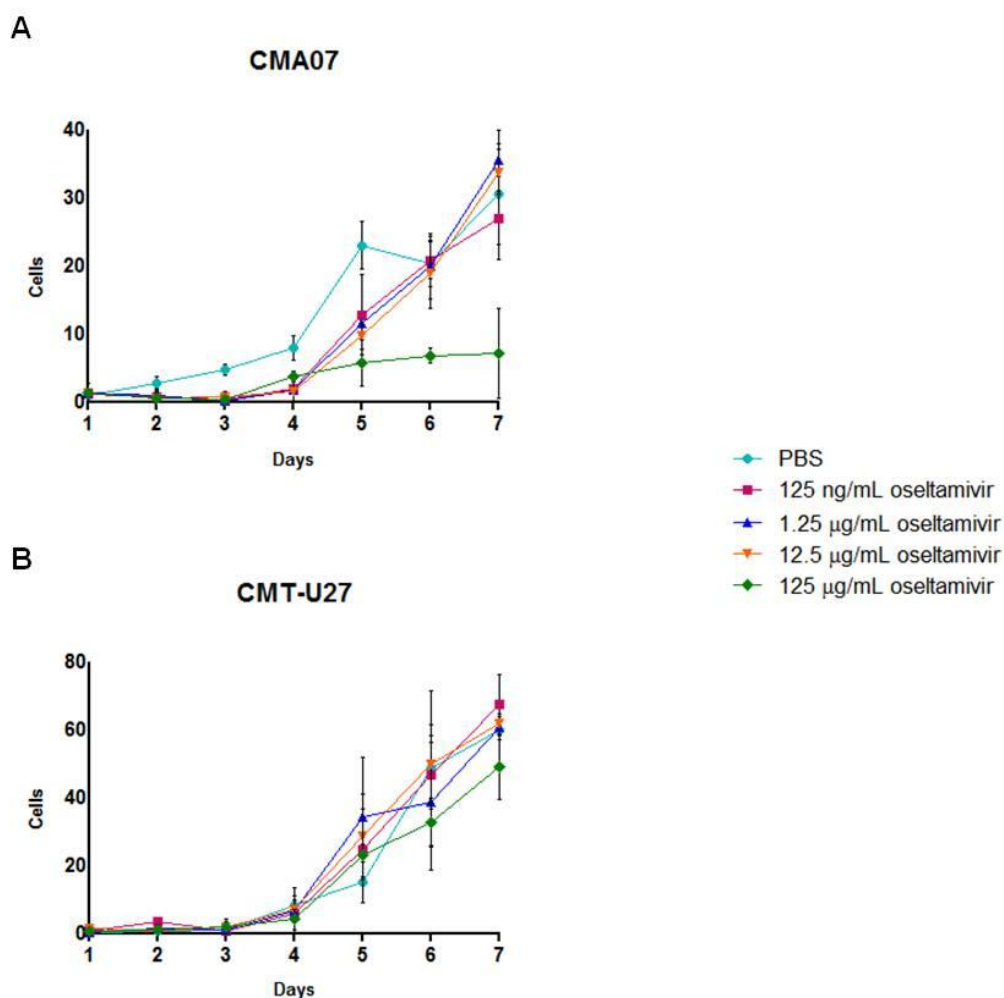 A
CMA07
40
30
20
10
0
Cells
1 2 3 4 5 6 7
Days
PBS
125 ng/mL oseltamivir
1.25 μg/mL oseltamivir
12.5 μg/mL oseltamivir
125 μg/mL oseltamivir
B
CMT-U27
80
60
40
20
0
Cells
1 2 3 4 5 6 7
Days